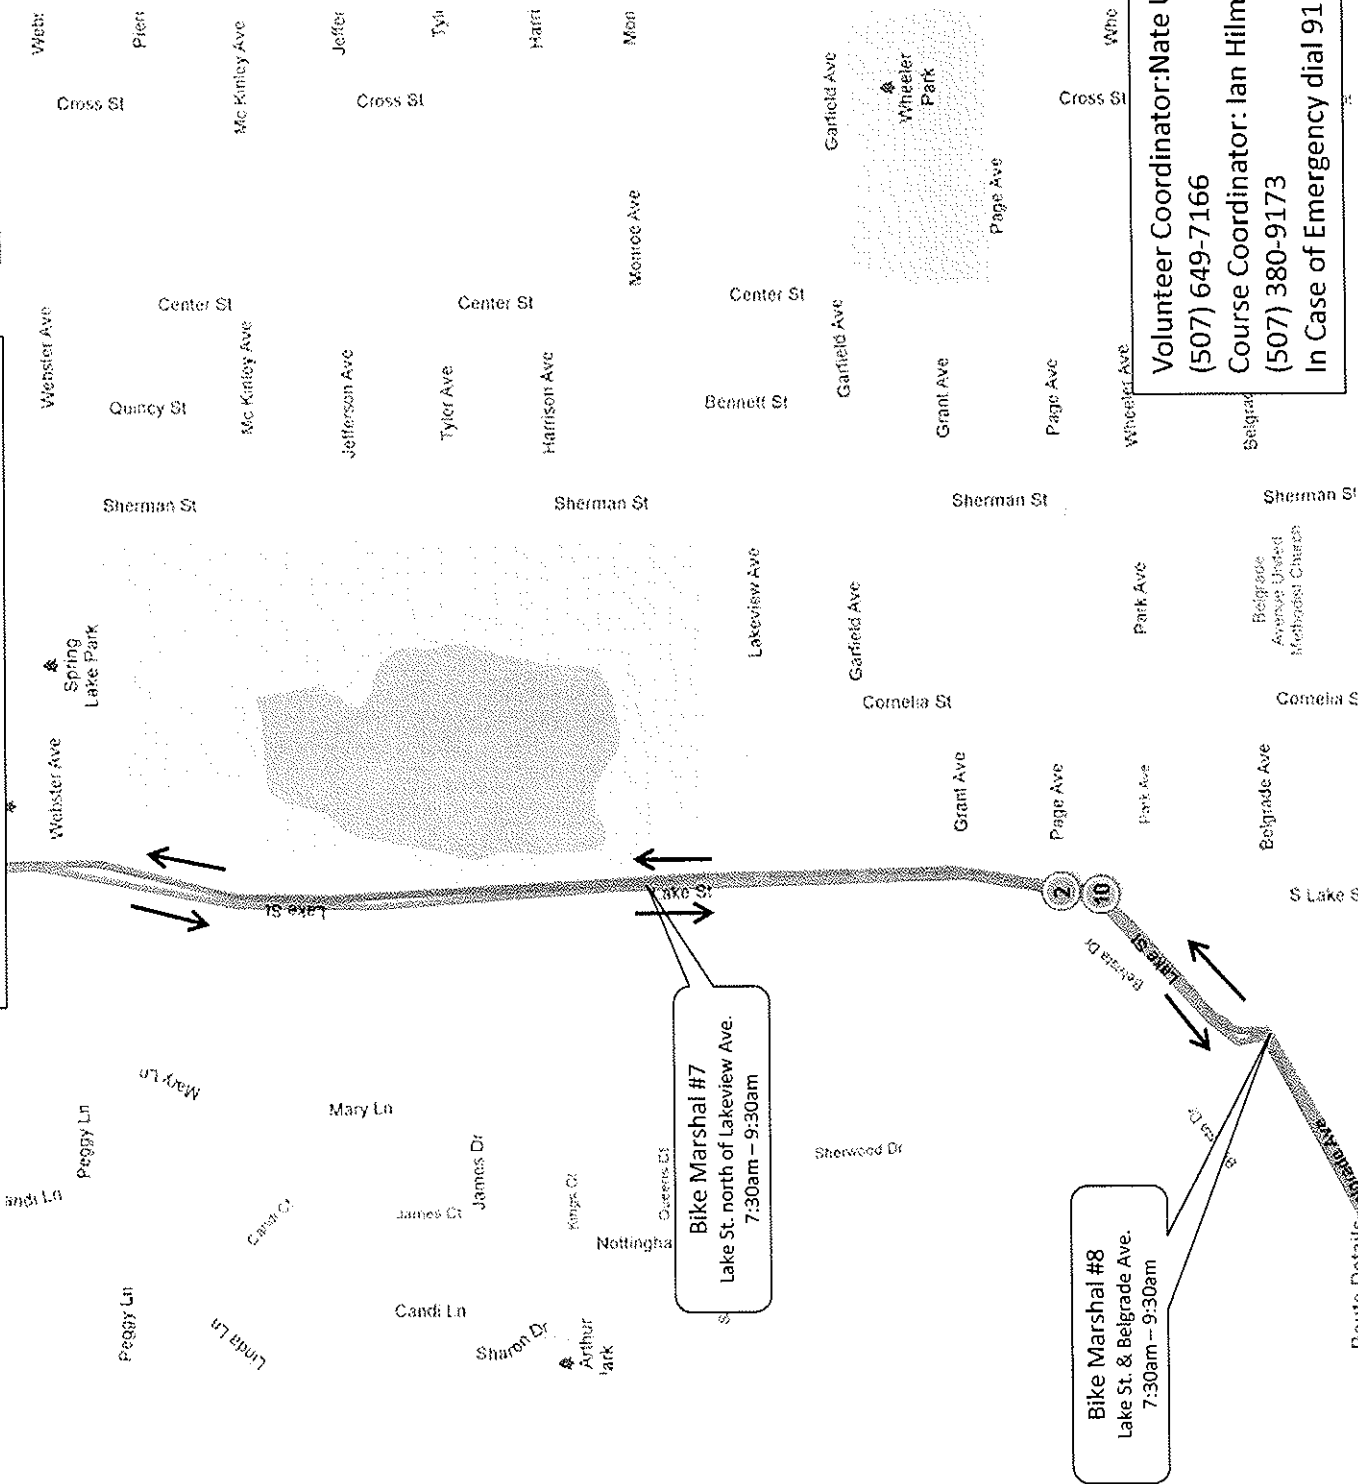 Webster Ave
Mc Kinley Ave
Cross St
Cross St
Garfield Ave
Wheeler
Park
Cross St
Page Ave
Monroe Ave
Center St
Center St
Center St
Webster Ave
Quincy St
Mc Kinley Ave
Jefferson Ave
Tyler Ave
Harrison Ave
Bennett St
Garfield Ave
Grant Ave
Page Ave
Wheeler Ave
Volunteer Coordinator:Nate
(507) 649-7166
Course Coordinator: Ian Hilm
(507) 380-9173
In Case of Emergency dial 91
Sherman St
Sherman St
Sherman St
Sherman St
Spring
Lake Park
Lakeview Ave
Garfield Ave
Park Ave
Belgrade
Avenue United
Methodist Church
Cornelia St
Cornelia S
Grant Ave
Page Ave
Park Ave
Belgrade Ave
Lake St
Lake St
2
10
S Lake S
Lake St
Belvista Dr
Mary Ln
Peggy Ln
Mary Ln
James Dr
Candi Ct
James Ct
Kings Ct
Queens Ct
Nottingha
Sherwood Dr
Bike Marshal #7
Lake St. north of Lakeview Ave.
7:30am – 9:30am
Peggy Ln
Linda Ln
Candi Ln
Sharon Dr
Arthur
Bike Marshal #8
Lake St. & Belgrade Ave.
7:30am – 9:30am